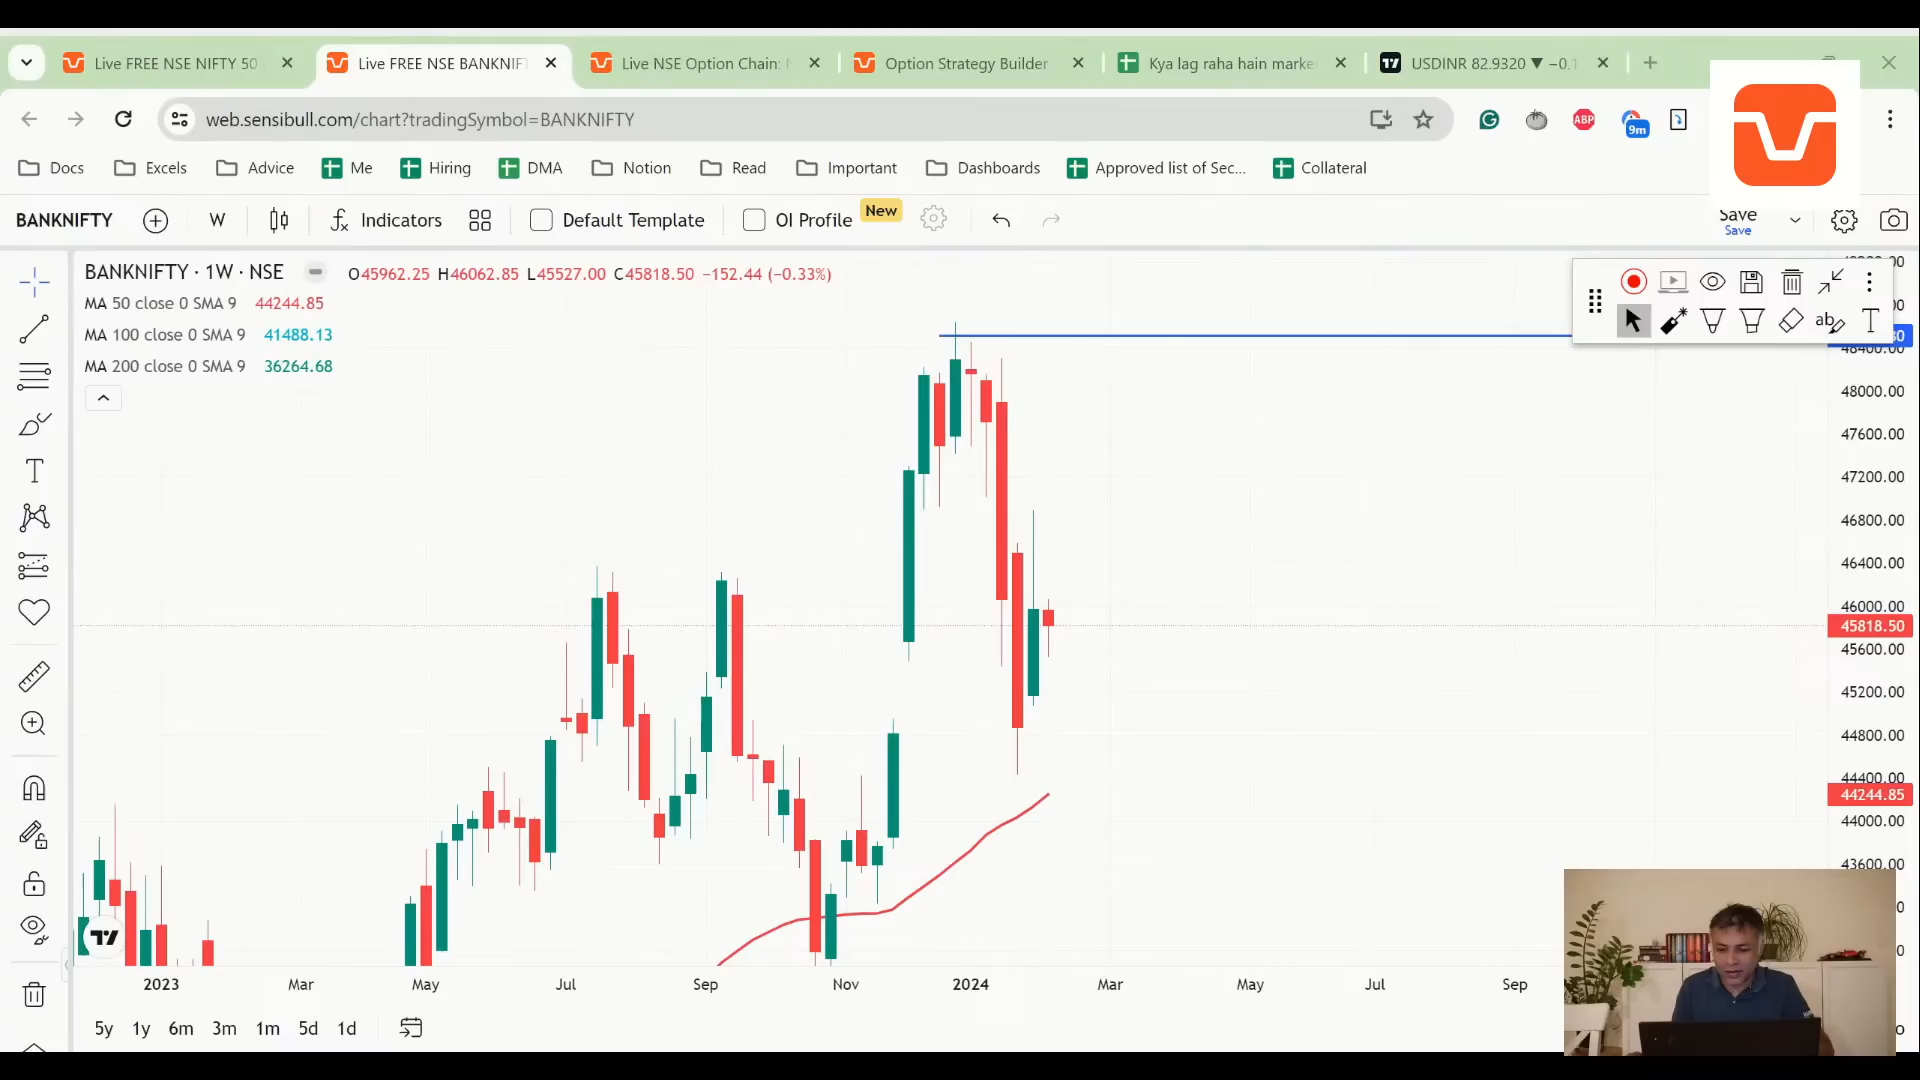 Live FREE NSE NIFTY 50
Live FREE NSE BANKNIFT
Live NSE Option Chain:
Option Strategy Builder
Kya lag raha hain marke
USDINR 82.9320 ▼ −0.1
web.sensibull.com/chart?tradingSymbol=BANKNIFTY
ABP
9m
Docs
Excels
Advice
Me
Hiring
DMA
Notion
Read
Important
Dashboards
Approved list of Sec...
Collateral
BANKNIFTY
W
Indicators
Default Template
OI Profile
New
Save
Save
BANKNIFTY · 1W · NSE
O45962.25 H46062.85 L45527.00 C45818.50 −152.44 (−0.33%)
MA 50 close 0 SMA 9 44244.85
MA 100 close 0 SMA 9 41488.13
MA 200 close 0 SMA 9 36264.68
48400.00
48000.00
47600.00
47200.00
46800.00
46400.00
46000.00
45818.50
45600.00
45200.00
44800.00
44400.00
44244.85
44000.00
43600.00
2023
Mar
May
Jul
Sep
Nov
2024
Mar
May
Jul
Sep
5y
1y
6m
3m
1m
5d
1d